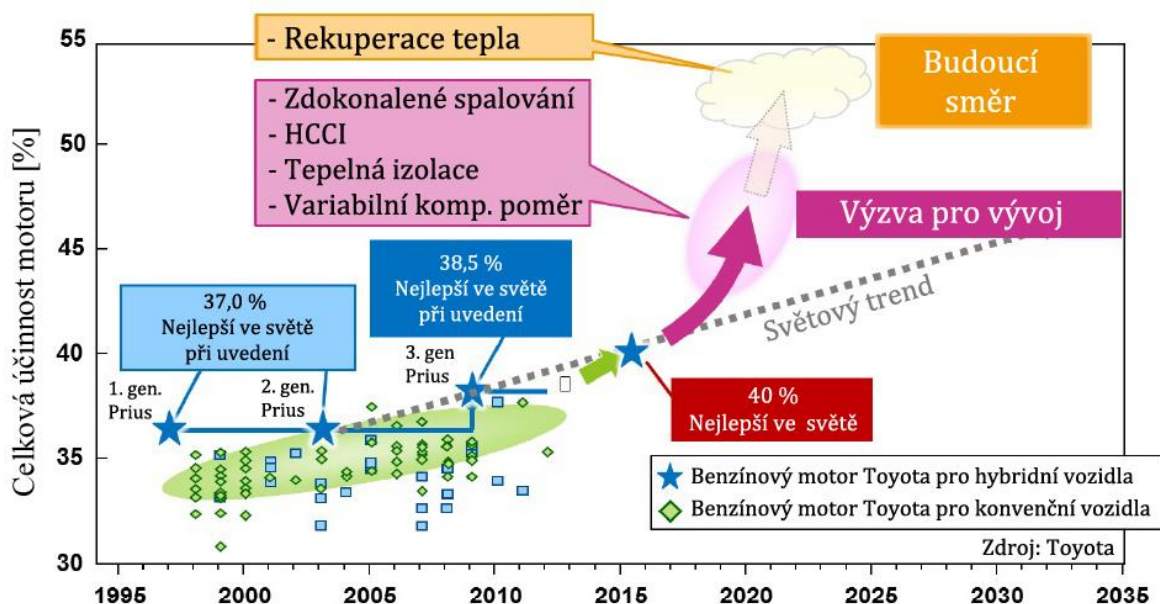 Celková účinnost motoru [%]
55
50
45
40
35
30
- Rekuperace tepla
Budoucí
směr
- Zdokonalené spalování
- HCCI
- Tepelná izolace
- Variabilní komp. poměr
Výzva pro vývoj
38,5 %
Nejlepší ve světě
při uvedení
37,0 %
Nejlepší ve světě
při uvedení
Světový trend
1. gen.
Prius
2. gen.
Prius
3. gen
Prius
40 %
Nejlepší ve světě
Benzínový motor Toyota pro hybridní vozidla
Benzínový motor Toyota pro konvenční vozidla
Zdroj: Toyota
1995 2000 2005 2010 2015 2020 2025 2030 2035